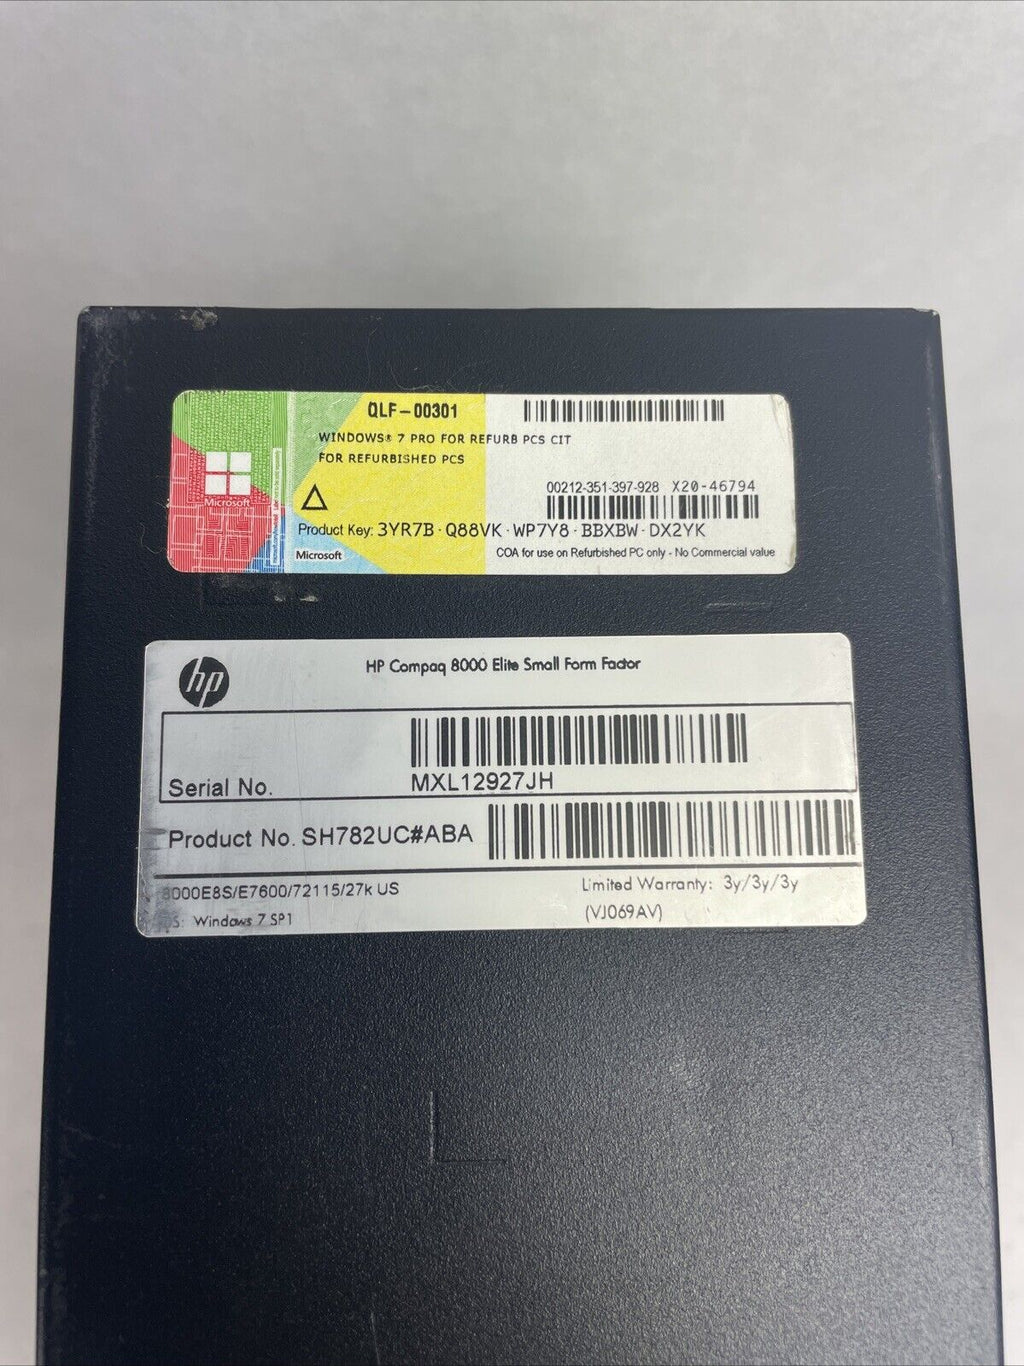 QLF-00301
WINDOWS® 7 PRO FOR REFURB PCS CIT
FOR REFURBISHED PCS
00212-351-397-928 X20-46794
Microsoft
Product Key: 3YR7B-Q88VK-WP7Y8-BBXBW-DX2YK
Microsoft
COA for use on Refurbished PC only - No Commercial value
hp
HP Compaq 8000 Elite Small Form Factor
Serial No. MXL12927JH
Product No. SH782UC#ABA
8000E8S/E7600/72115/27k US
Limited Warranty: 3y/3y/3y
Windows 7 SP1
(VJ069AV)